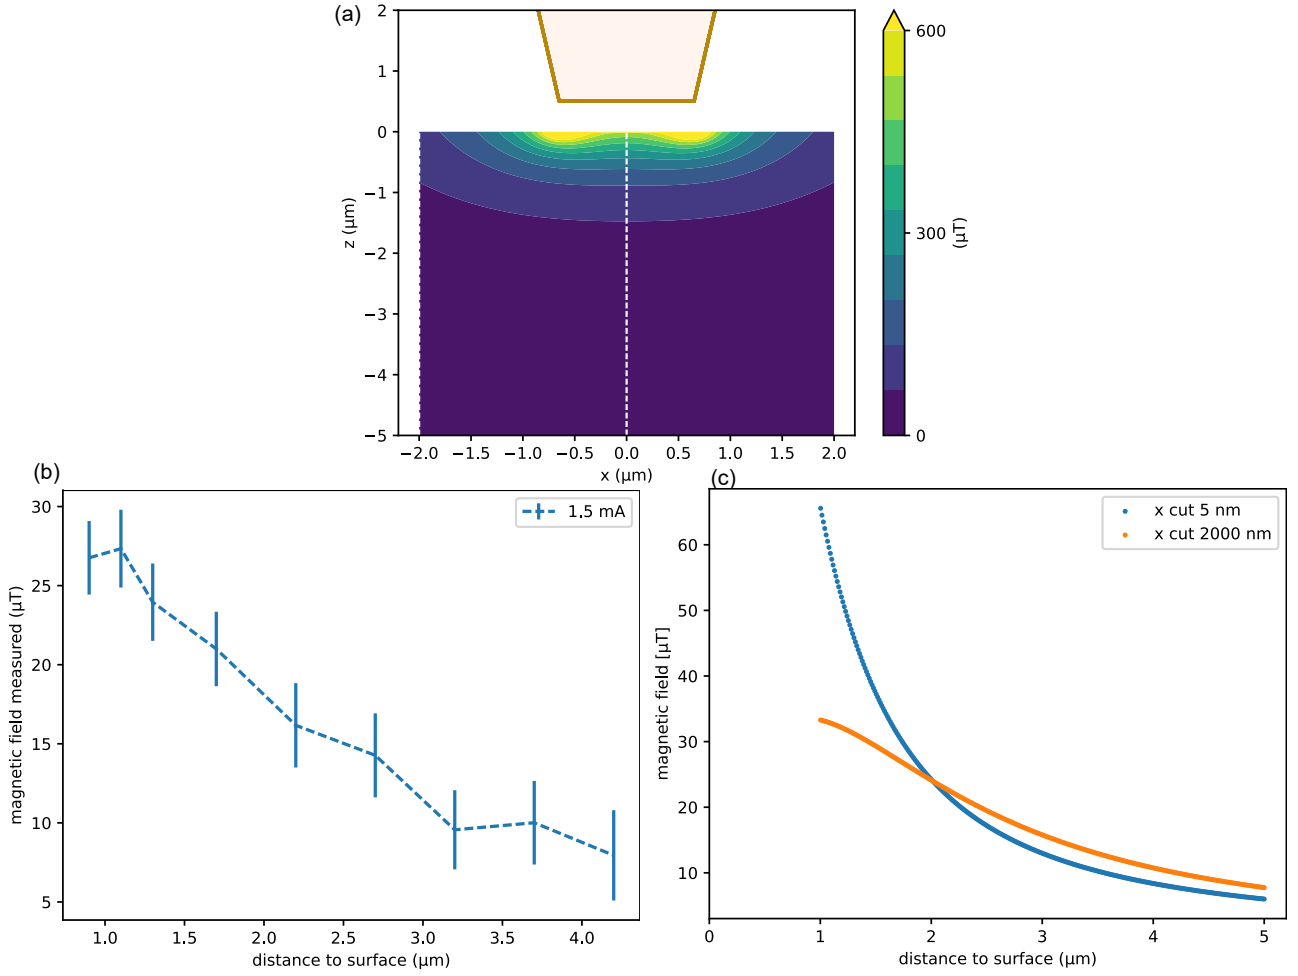 (a)
2
1
0
−1
−2
−3
−4
−5
z (μm)
−2.0 −1.5 −1.0 −0.5 0.0 0.5 1.0 1.5 2.0
x (μm)
600
300
0
(μT)
(b)
30
25
20
15
10
5
magnetic field measured (μT)
1.5 mA
1.0 1.5 2.0 2.5 3.0 3.5 4.0
distance to surface (μm)
(c)
60
50
40
30
20
10
magnetic field [μT]
x cut 5 nm
x cut 2000 nm
0 1 2 3 4 5
distance to surface (μm)